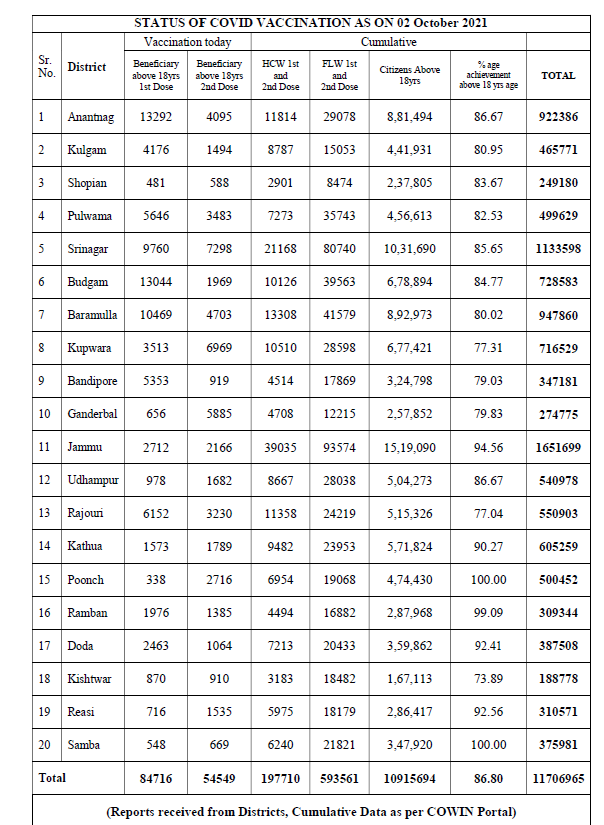 STATUS OF COVID VACCINATION AS ON 02 October 2021
Sr. No. District Vaccination today Cumulative
Beneficiary above 18yrs 1st Dose Beneficiary above 18yrs 2nd Dose HCW 1st and 2nd Dose FLW 1st and 2nd Dose Citizens Above 18yrs % age achievement above 18 yrs age TOTAL
1 Anantnag 13292 4095 11814 29078 8,81,494 86.67 922386
2 Kulgam 4176 1494 8787 15053 4,41,931 80.95 465771
3 Shopian 481 588 2901 8474 2,37,805 83.67 249180
4 Pulwama 5646 3483 7273 35743 4,56,613 82.53 499629
5 Srinagar 9760 7298 21168 80740 10,31,690 85.65 1133598
6 Budgam 13044 1969 10126 39563 6,78,894 84.77 728583
7 Baramulla 10469 4703 13308 41579 8,92,973 80.02 947860
8 Kupwara 3513 6969 10510 28598 6,77,421 77.31 716529
9 Bandipore 5353 919 4514 17869 3,24,798 79.03 347181
10 Ganderbal 656 5885 4708 12215 2,57,852 79.83 274775
11 Jammu 2712 2166 39035 93574 15,19,090 94.56 1651699
12 Udhampur 978 1682 8667 28038 5,04,273 86.67 540978
13 Rajouri 6152 3230 11358 24219 5,15,326 77.04 550903
14 Kathua 1573 1789 9482 23953 5,71,824 90.27 605259
15 Poonch 338 2716 6954 19068 4,74,430 100.00 500452
16 Ramban 1976 1385 4494 16882 2,87,968 99.09 309344
17 Doda 2463 1064 7213 20433 3,59,862 92.41 387508
18 Kishtwar 870 910 3183 18482 1,67,113 73.89 188778
19 Reasi 716 1535 5975 18179 2,86,417 92.56 310571
20 Samba 548 669 6240 21821 3,47,920 100.00 375981
Total 84716 54549 197710 593561 10915694 86.80 11706965
(Reports received from Districts, Cumulative Data as per COWIN Portal)